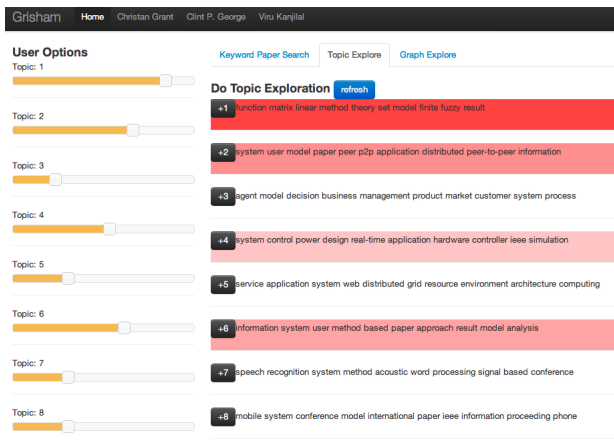 Grisham Home Christan Grant Clint P. George Viru Kanjilal
User Options
Topic: 1
Topic: 2
Topic: 3
Topic: 4
Topic: 5
Topic: 6
Topic: 7
Topic: 8
Keyword Paper Search Topic Explore Graph Explore
Do Topic Exploration refresh
+1 function matrix linear method theory set model finite fuzzy result
+2 system user model paper peer p2p application distributed peer-to-peer information
+3 agent model decision business management product market customer system process
+4 system control power design real-time application hardware controller ieee simulation
+5 service application system web distributed grid resource environment architecture computing
+6 information system user method based paper approach result model analysis
+7 speech recognition system method acoustic word processing signal based conference
+8 mobile system conference model international paper ieee information proceeding phone